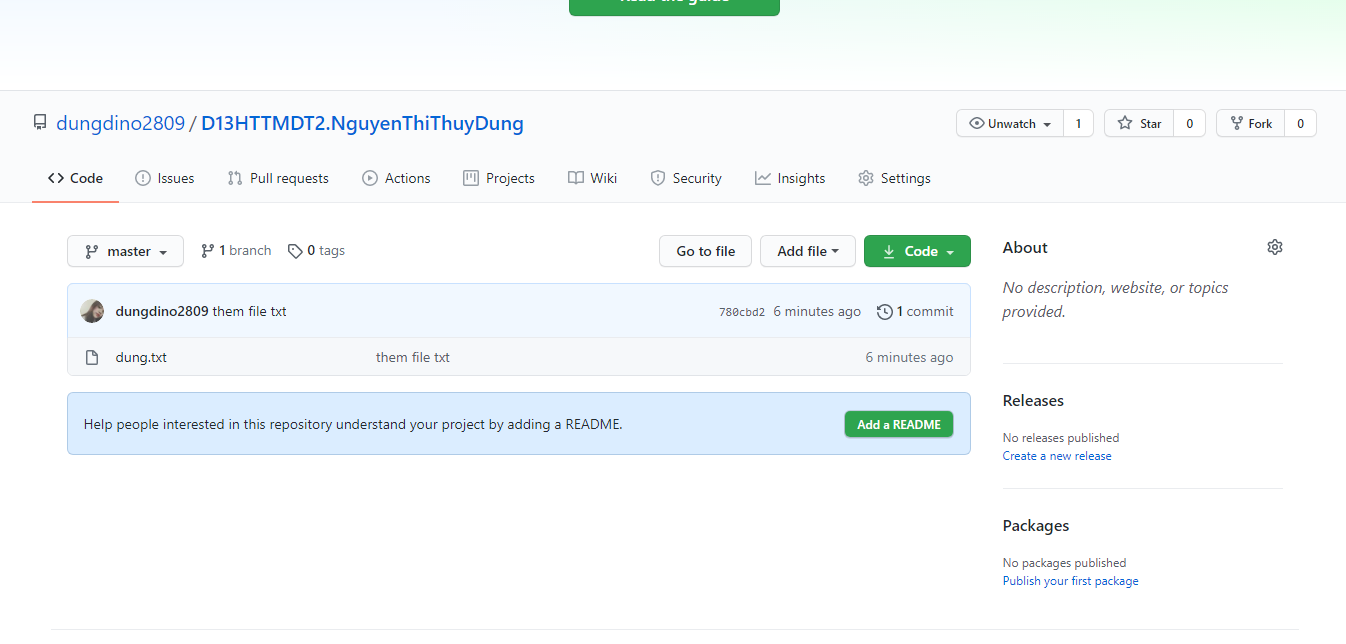 Read the guide
dungdino2809 / D13HTTMDT2.NguyenThiThuyDung
Unwatch 1 Star 0 Fork 0
Code Issues Pull requests Actions Projects Wiki Security Insights Settings
master 1 branch 0 tags Go to file Add file Code
dungdino2809 them file txt 780cbd2 6 minutes ago 1 commit
dung.txt them file txt 6 minutes ago
Help people interested in this repository understand your project by adding a README. Add a README
About
No description, website, or topics
provided.
Releases
No releases published
Create a new release
Packages
No packages published
Publish your first package